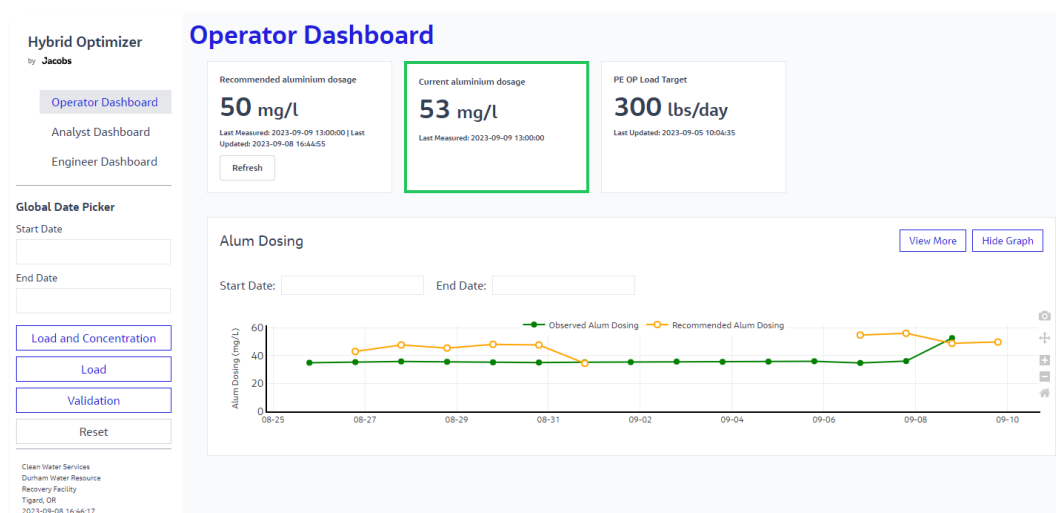 Hybrid Optimizer
by Jacobs
Operator Dashboard
Analyst Dashboard
Engineer Dashboard
Global Date Picker
Start Date
End Date
Load and Concentration
Load
Validation
Reset
Clean Water Services
Durham Water Resource
Recovery Facility
Tigard, OR
2023-09-08 16:46:17
Operator Dashboard
Recommended aluminium dosage
50 mg/l
Last Measured: 2023-09-09 13:00:00 | Last
Updated: 2023-09-08 16:44:55
Refresh
Current aluminium dosage
53 mg/l
Last Measured: 2023-09-09 13:00:00
PE OP Load Target
300 lbs/day
Last Updated: 2023-09-05 10:04:35
Alum Dosing
View More
Hide Graph
Start Date:
End Date:
Observed Alum Dosing
Recommended Alum Dosing
Alum Dosing (mg/L)
60
40
20
0
08-25
08-27
08-29
08-31
09-02
09-04
09-06
09-08
09-10